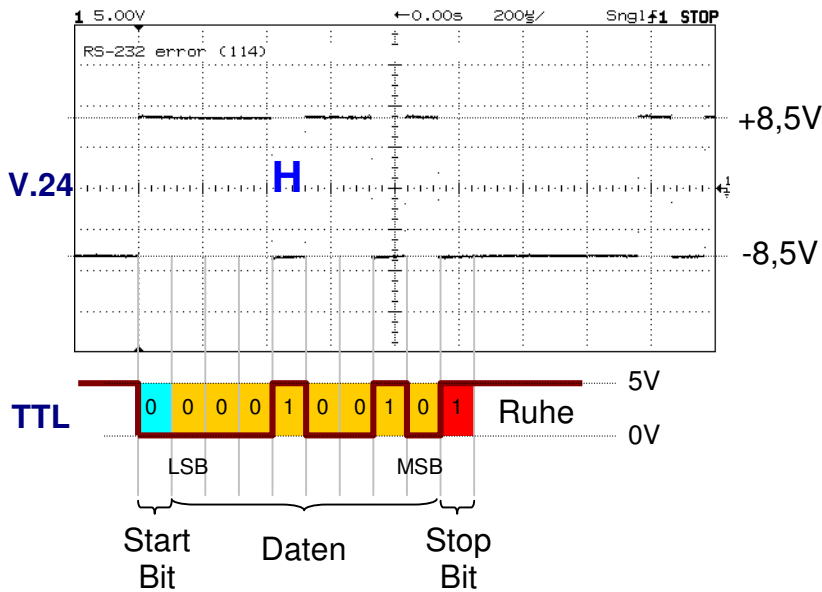 1 5.00V ←0.00s 200µs/ Sngl⨍1 STOP
RS-232 error (114)
+8,5V
H
V.24
1
-8,5V
5V
TTL
0 0 0 0 1 0 0 1 0 1
Ruhe
0V
LSB MSB
Start Bit
Daten
Stop Bit